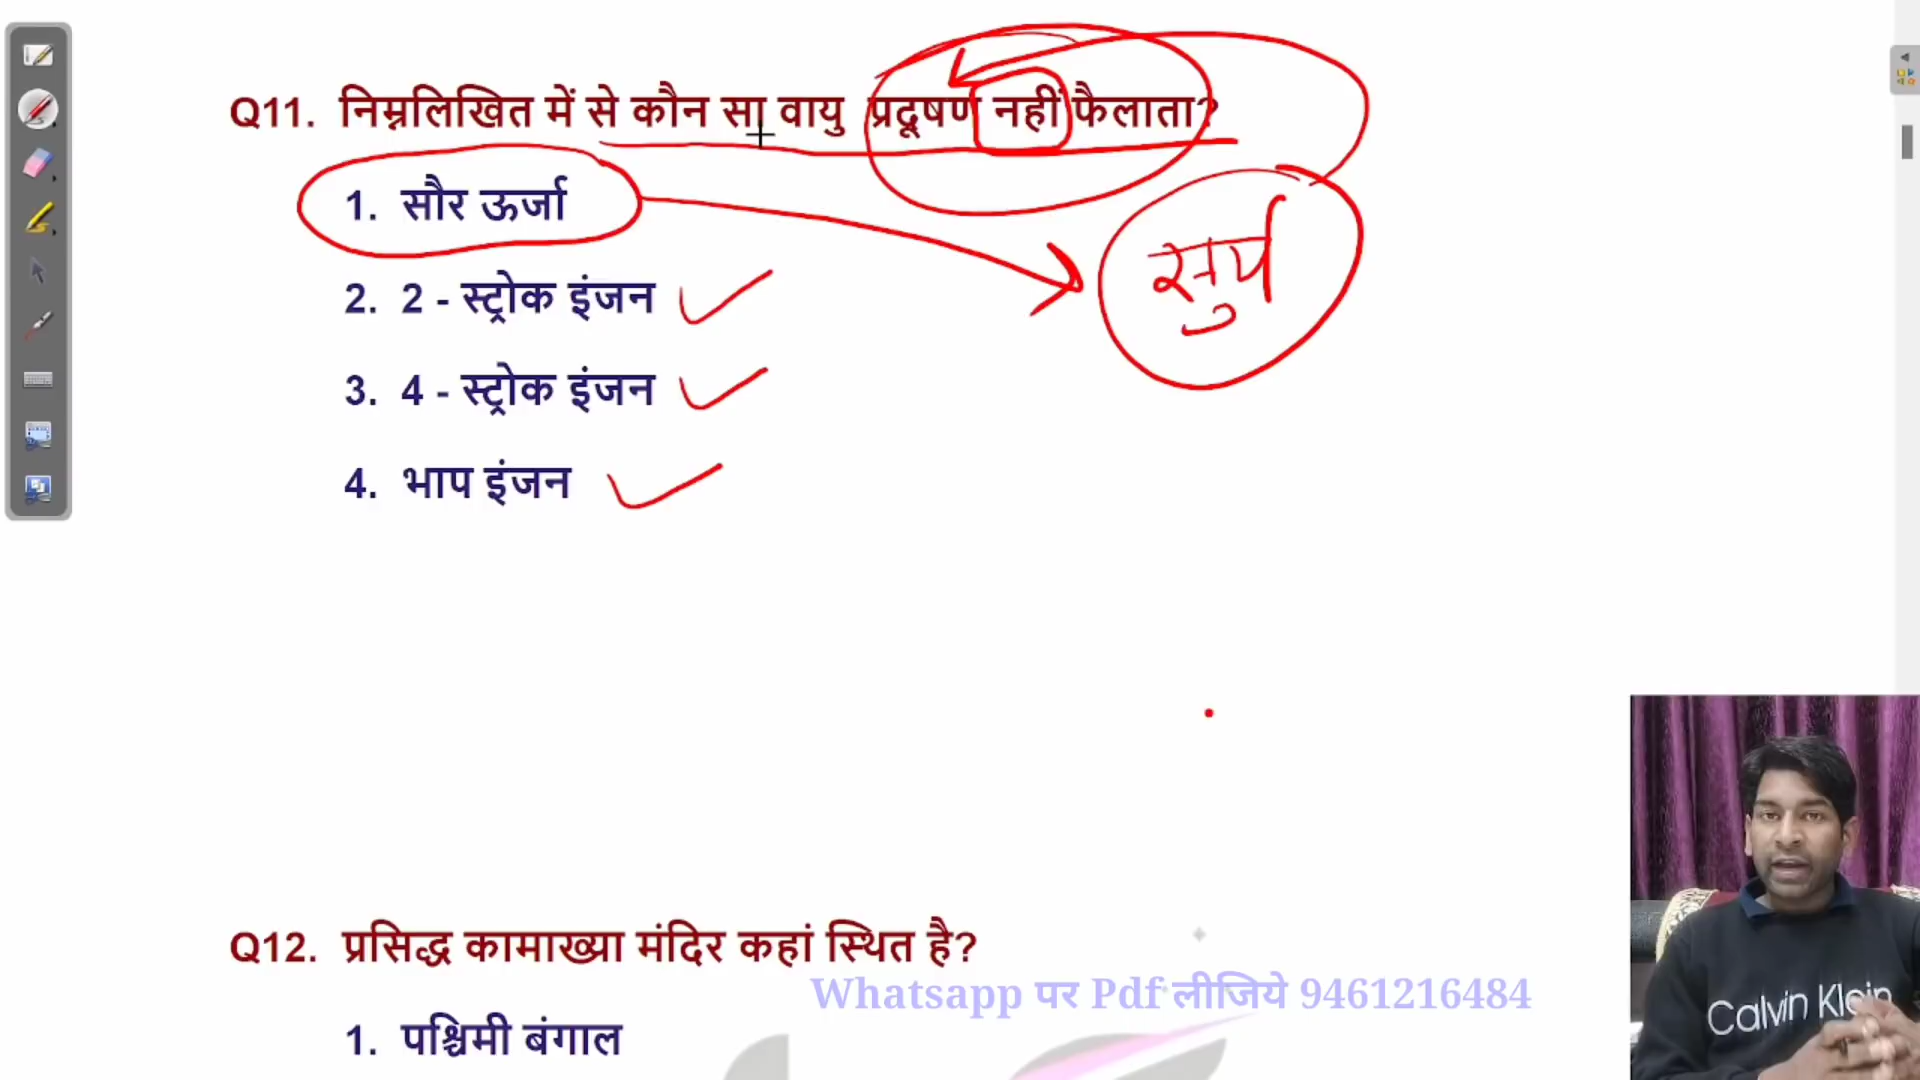 Q11. निम्नलिखित में से कौन सा वायु प्रदूषण नहीं फैलाता?
1. सौर ऊर्जा
सुर्य
2. 2 - स्ट्रोक इंजन
3. 4 - स्ट्रोक इंजन
4. भाप इंजन
Q12. प्रसिद्ध कामाख्या मंदिर कहां स्थित है?
Whatsapp पर Pdf लीजिये 9461216484
1. पश्चिमी बंगाल
Calvin Klein